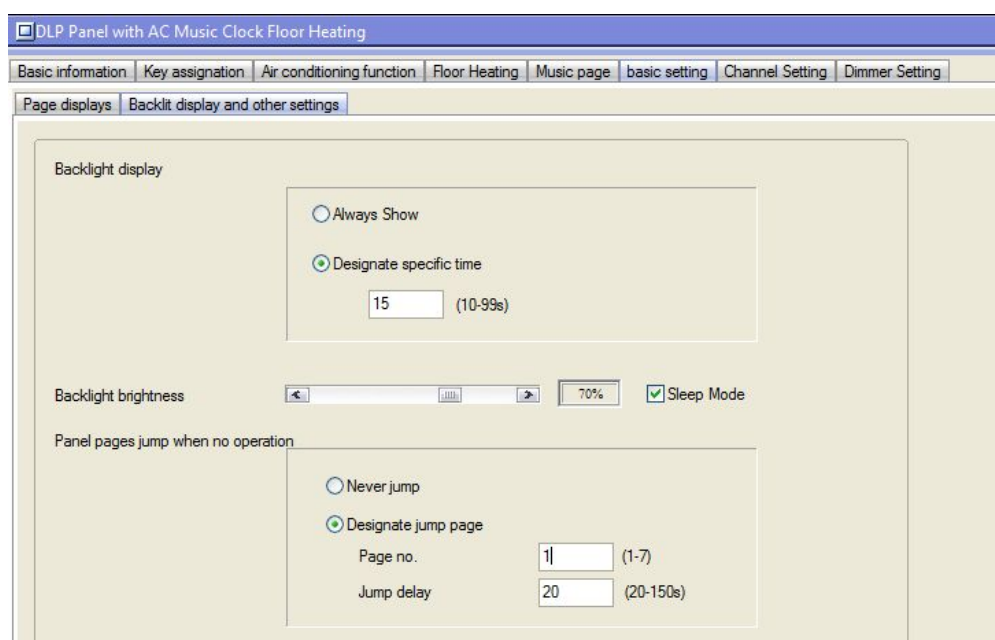 DLP Panel with AC Music Clock Floor Heating
Basic information Key assignation Air conditioning function Floor Heating Music page basic setting Channel Setting Dimmer Setting
Page displays Backlit display and other settings
Backlight display
Always Show
Designate specific time
15 (10-99s)
Backlight brightness 70% Sleep Mode
Panel pages jump when no operation
Never jump
Designate jump page
Page no. 1 (1-7)
Jump delay 20 (20-150s)